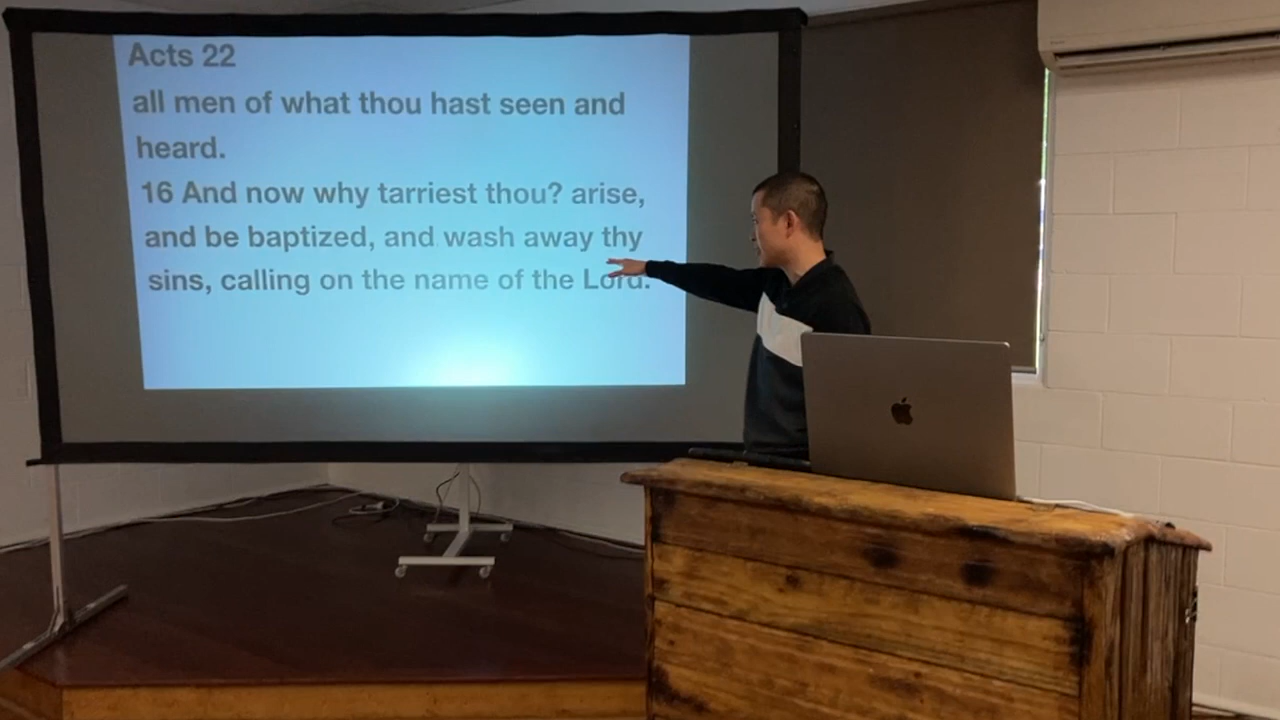 Acts 22
all men of what thou hast seen and
heard.
16 And now why tarriest thou? arise,
and be baptized, and wash away thy
sins, calling on the name of the Lord.